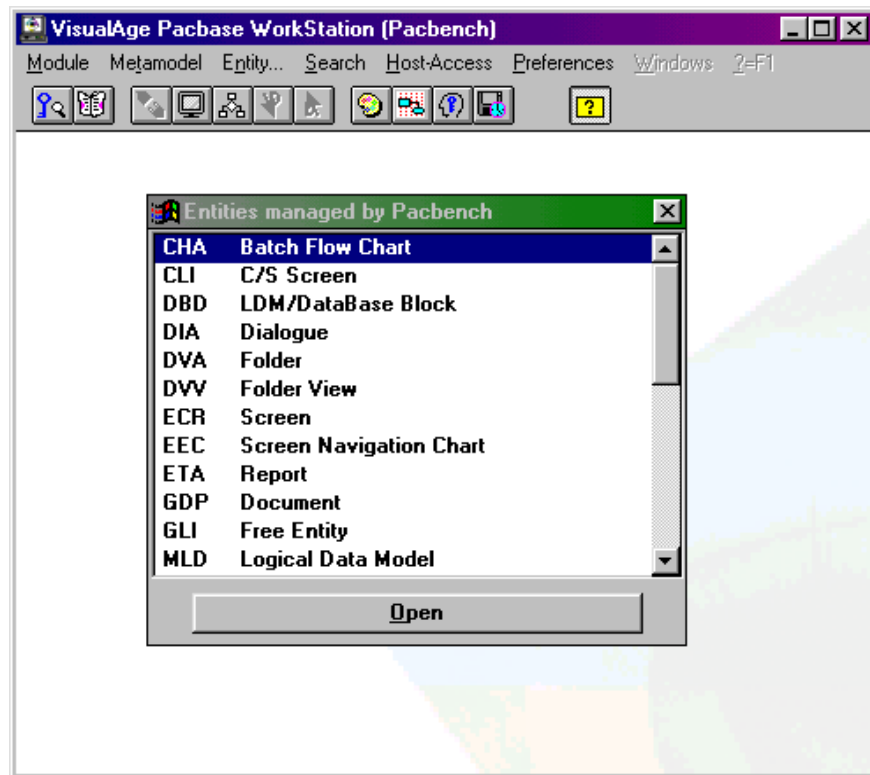 VisualAge Pacbase WorkStation (Pacbench)
Module Metamodel Entity... Search Host-Access Preferences Windows ?=F1
?
Entities managed by Pacbench
CHA Batch Flow Chart
CLI C/S Screen
DBD LDM/DataBase Block
DIA Dialogue
DVA Folder
DVV Folder View
ECR Screen
EEC Screen Navigation Chart
ETA Report
GDP Document
GLI Free Entity
MLD Logical Data Model
Open